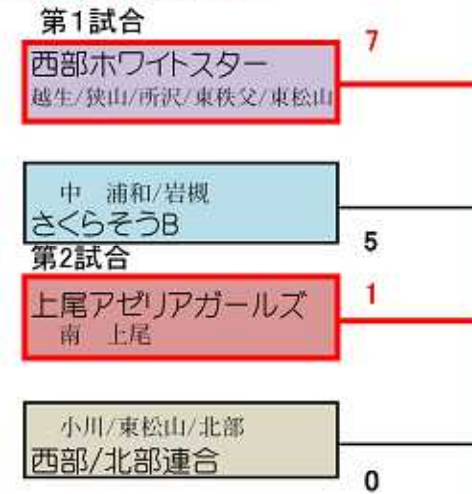 第1試合
7
西部ホワイトスター
越生/狭山/所沢/東秩父/東松山
中 浦和/岩槻
さくらそうB
5
第2試合
1
上尾アゼリアガールズ
南 上尾
小川/東松山/北部
西部/北部連合
0